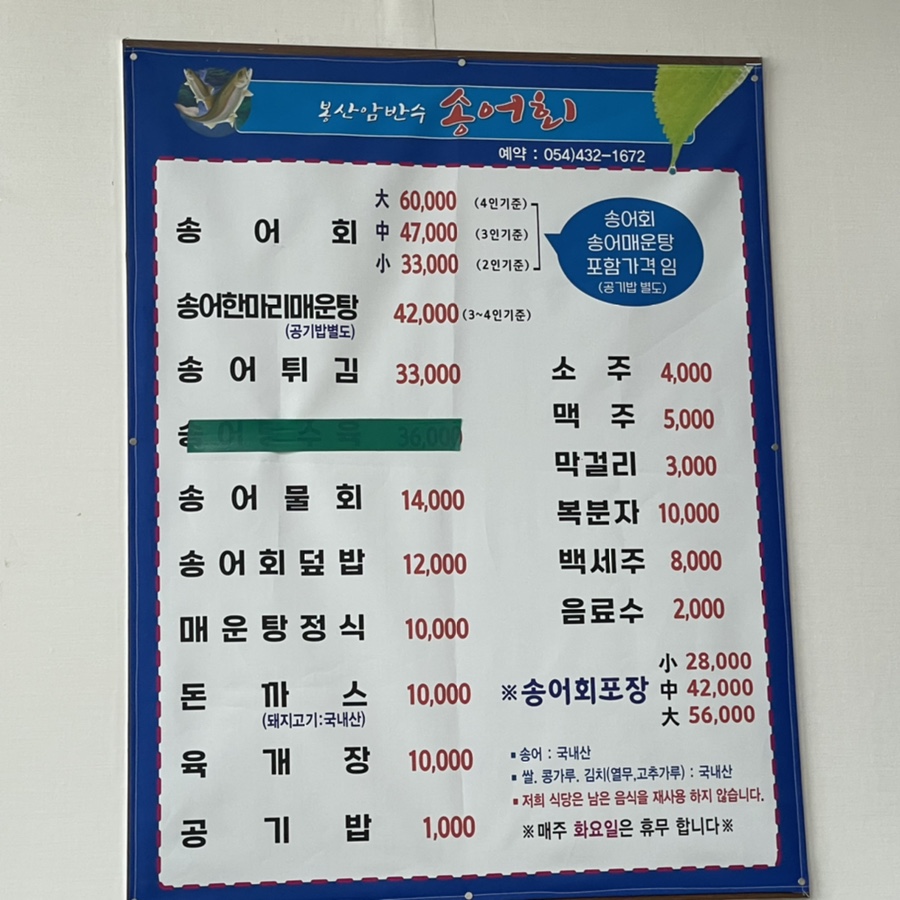 봉산암반수 송어회
예약 : 054)432-1672
송 어 회
大 60,000 (4인기준)
中 47,000 (3인기준)
小 33,000 (2인기준)
송어회
송어매운탕
포함가격 임
(공기밥 별도)
송어한마리매운탕 42,000 (3~4인기준)
(공기밥별도)
송 어 튀 김 33,000
36,000
송 어 물 회 14,000
송어회덮밥 12,000
매운탕정식 10,000
돈 까 스 10,000
(돼지고기:국내산)
육 개 장 10,000
공 기 밥 1,000
소 주 4,000
맥 주 5,000
막걸리 3,000
복분자 10,000
백세주 8,000
음료수 2,000
※송어회포장
小 28,000
中 42,000
大 56,000
▪송어 : 국내산
▪쌀. 콩가루. 김치(열무,고추가루) : 국내산
▪저희 식당은 남은 음식을 재사용 하지 않습니다.
※매주 화요일은 휴무 합니다※